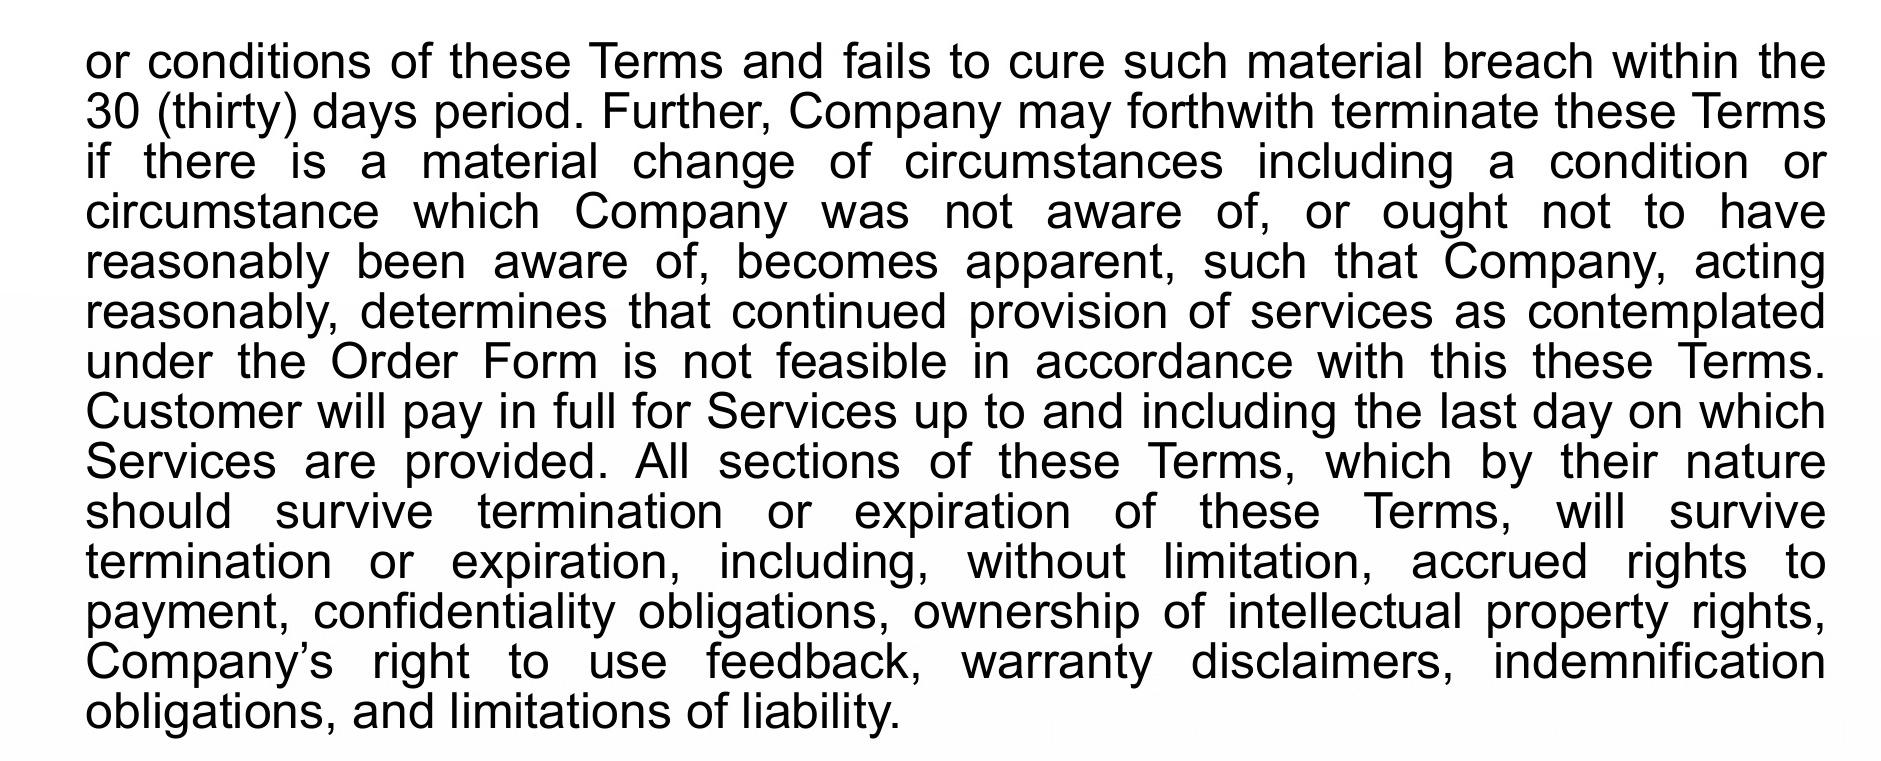 or conditions of these Terms and fails to cure such material breach within the
30 (thirty) days period. Further, Company may forthwith terminate these Terms
if there is a material change of circumstances including a condition or
circumstance which Company was not aware of, or ought not to have
reasonably been aware of, becomes apparent, such that Company, acting
reasonably, determines that continued provision of services as contemplated
under the Order Form is not feasible in accordance with this these Terms.
Customer will pay in full for Services up to and including the last day on which
Services are provided. All sections of these Terms, which by their nature
should survive termination or expiration of these Terms, will survive
termination or expiration, including, without limitation, accrued rights to
payment, confidentiality obligations, ownership of intellectual property rights,
Company’s right to use feedback, warranty disclaimers, indemnification
obligations, and limitations of liability.